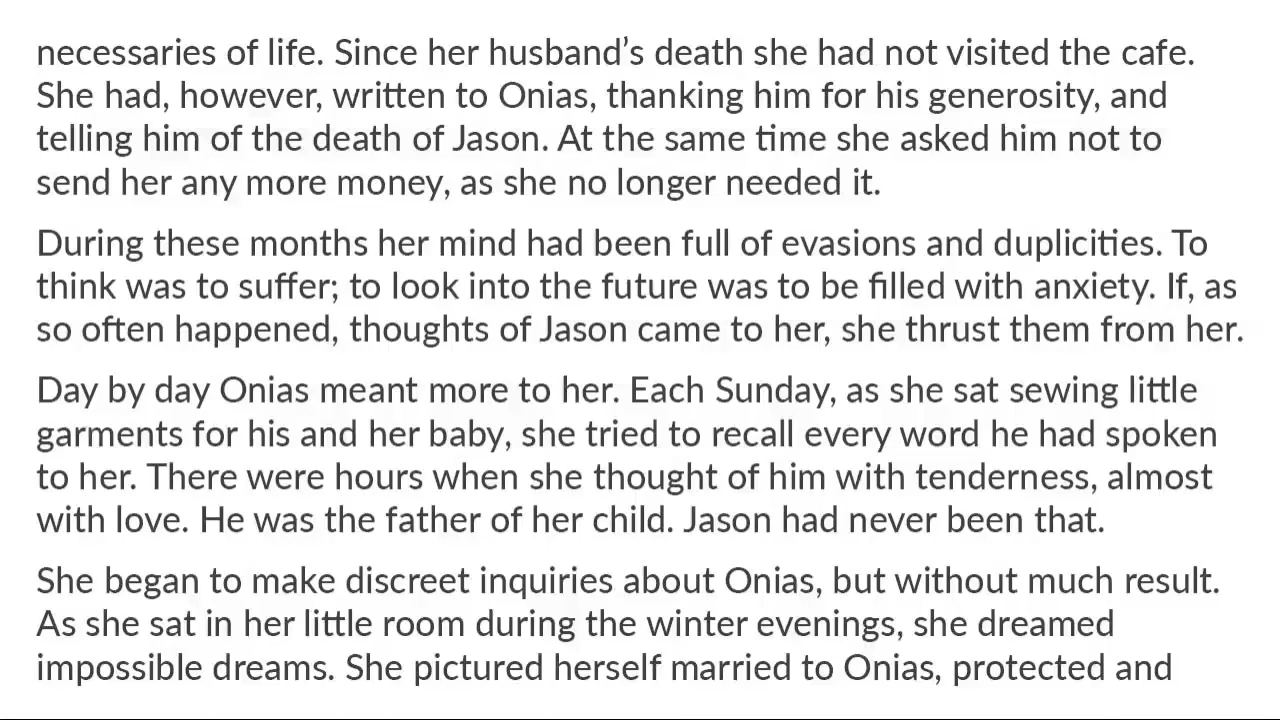 necessaries of life. Since her husband’s death she had not visited the cafe.
She had, however, written to Onias, thanking him for his generosity, and
telling him of the death of Jason. At the same time she asked him not to
send her any more money, as she no longer needed it.
During these months her mind had been full of evasions and duplicities. To
think was to suffer; to look into the future was to be filled with anxiety. If, as
so often happened, thoughts of Jason came to her, she thrust them from her.
Day by day Onias meant more to her. Each Sunday, as she sat sewing little
garments for his and her baby, she tried to recall every word he had spoken
to her. There were hours when she thought of him with tenderness, almost
with love. He was the father of her child. Jason had never been that.
She began to make discreet inquiries about Onias, but without much result.
As she sat in her little room during the winter evenings, she dreamed
impossible dreams. She pictured herself married to Onias, protected and